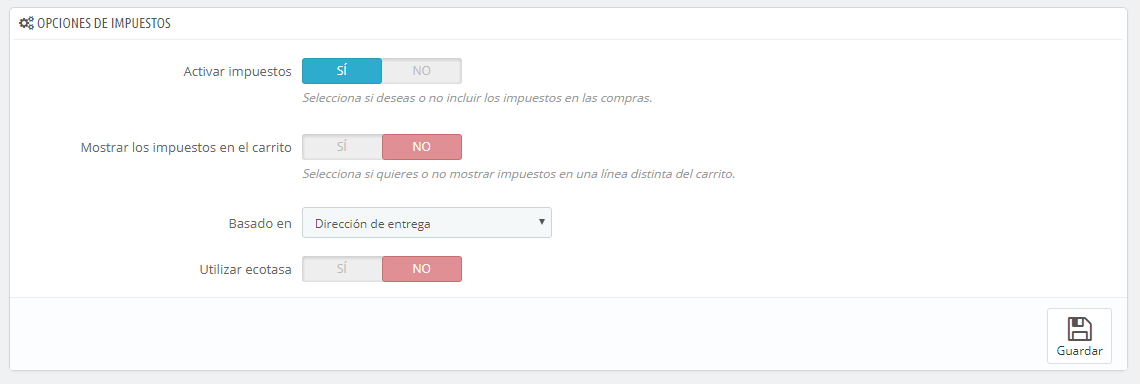 OPCIONES DE IMPUESTOS
Activar impuestos SÍ NO
Selecciona si deseas o no incluir los impuestos en las compras.
Mostrar los impuestos en el carrito SÍ NO
Selecciona si quieres o no mostrar impuestos en una línea distinta del carrito.
Basado en Dirección de entrega
Utilizar ecotasa SÍ NO
Guardar